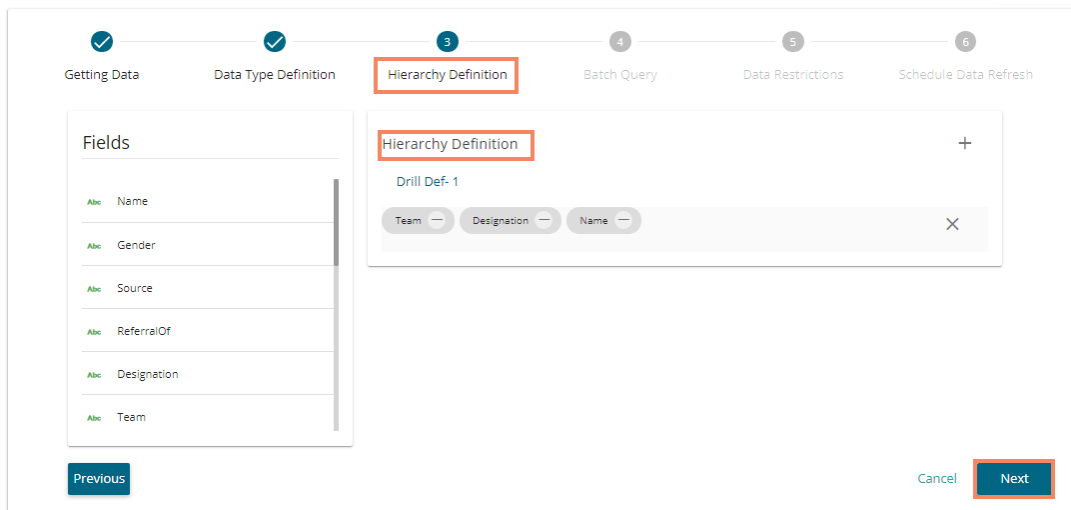 3 4 5 6
Getting Data Data Type Definition Hierarchy Definition Batch Query Data Restrictions Schedule Data Refresh
Fields
Abc Name
Abc Gender
Abc Source
Abc ReferralOf
Abc Designation
Abc Team
Hierarchy Definition +
Drill Def- 1
Team — Designation — Name — ×
Previous
Cancel Next